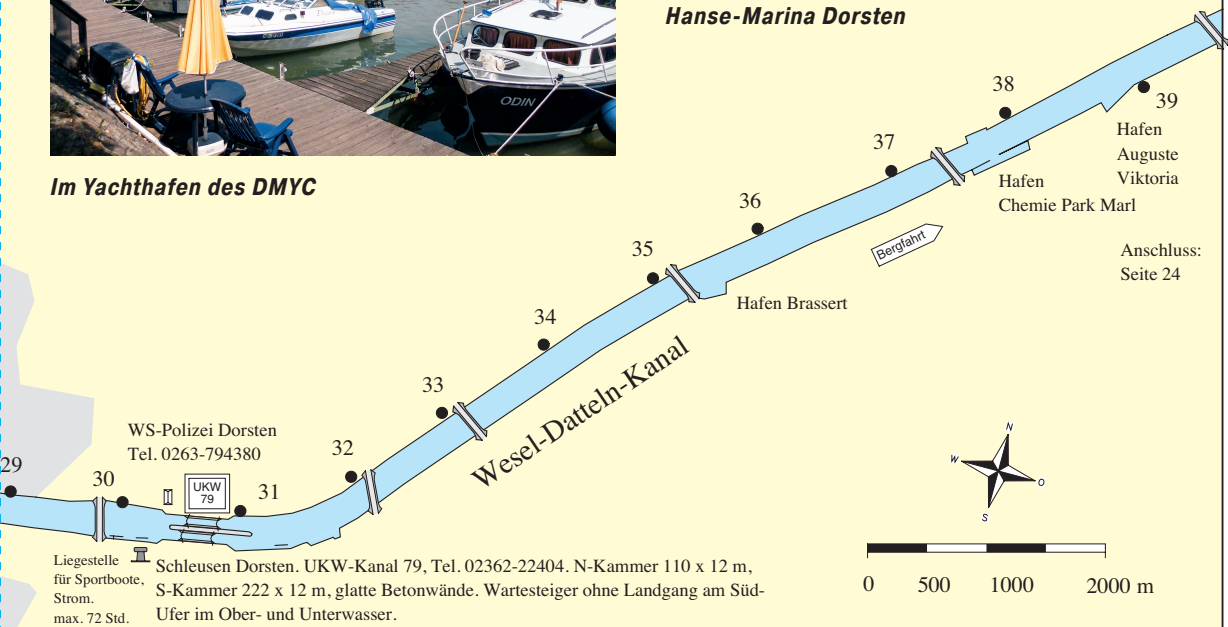 Hanse-Marina Dorsten
ODIN
Im Yachthafen des DMYC
38
39
Hafen
Auguste
Viktoria
37
Hafen
Chemie Park Marl
36
Bergfahrt
Anschluss:
Seite 24
35
Hafen Brassert
34
Wesel-Datteln-Kanal
33
WS-Polizei Dorsten
Tel. 0263-794380
32
29
30
UKW
79
31
N
W
O
S
Liegestelle
für Sportboote,
Strom.
max. 72 Std.
Schleusen Dorsten. UKW-Kanal 79, Tel. 02362-22404. N-Kammer 110 x 12 m,
S-Kammer 222 x 12 m, glatte Betonwände. Wartesteiger ohne Landgang am Süd-
Ufer im Ober- und Unterwasser.
0 500 1000 2000 m